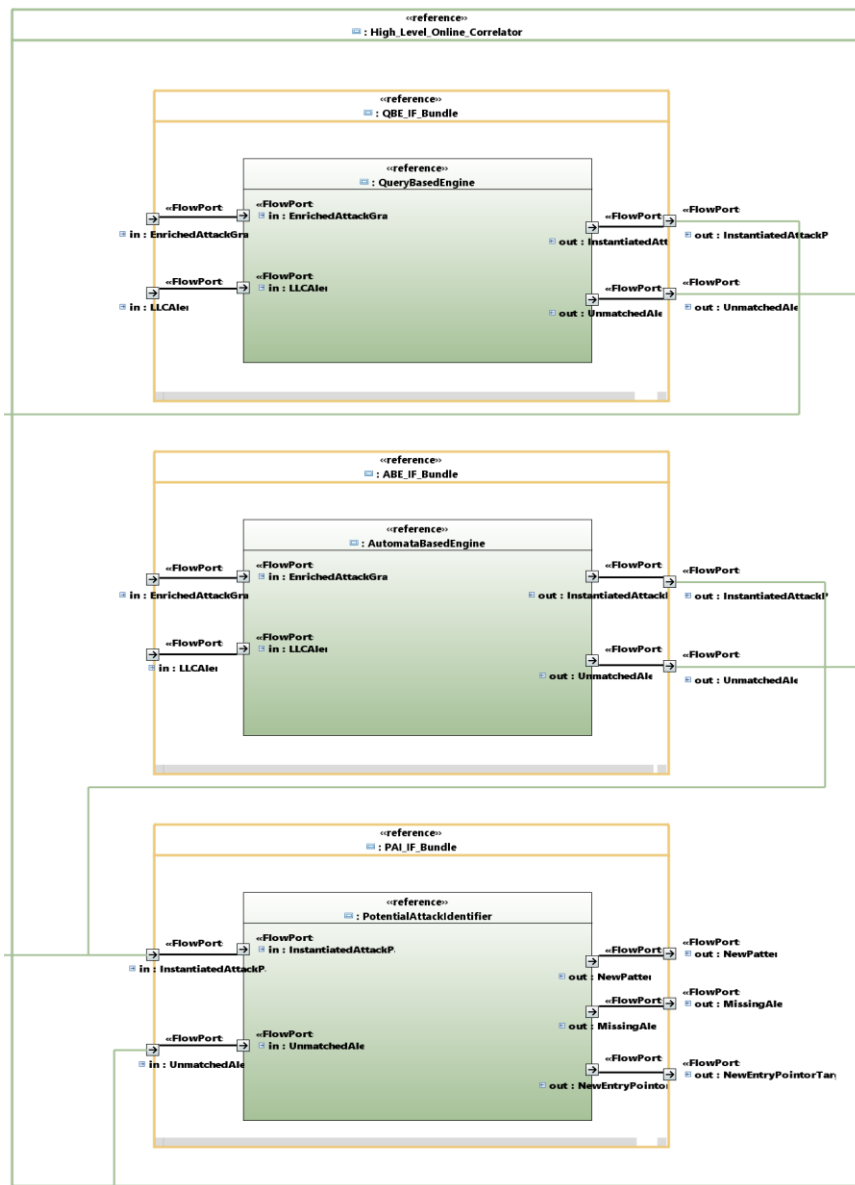 «reference»
: High_Level_Online_Correlator
«reference»
: QBE_IF_Bundle
«reference»
: QueryBasedEngine
«FlowPort»
in : EnrichedAttackGra
«FlowPort»
in : EnrichedAttackGra
«FlowPort»
out : InstantiatedAtt
«FlowPort»
out : InstantiatedAttackP
«FlowPort»
in : LLCAler
«FlowPort»
in : LLCAler
«FlowPort»
out : UnmatchedAle
«FlowPort»
out : UnmatchedAle
«reference»
: ABE_IF_Bundle
«reference»
: AutomataBasedEngine
«FlowPort»
in : EnrichedAttackGra
«FlowPort»
in : EnrichedAttackGra
«FlowPort»
out : InstantiatedAttackI
«FlowPort»
out : InstantiatedAttackP
«FlowPort»
in : LLCAler
«FlowPort»
in : LLCAler
«FlowPort»
out : UnmatchedAle
«FlowPort»
out : UnmatchedAle
«reference»
: PAI_IF_Bundle
«reference»
: PotentialAttackIdentifier
«FlowPort»
in : InstantiatedAttackP
«FlowPort»
in : InstantiatedAttackP
«FlowPort»
out : NewPatter
«FlowPort»
out : NewPatter
«FlowPort»
out : MissingAle
«FlowPort»
out : MissingAle
«FlowPort»
in : UnmatchedAle
«FlowPort»
in : UnmatchedAle
«FlowPort»
out : NewEntryPointor
«FlowPort»
out : NewEntryPointorTar